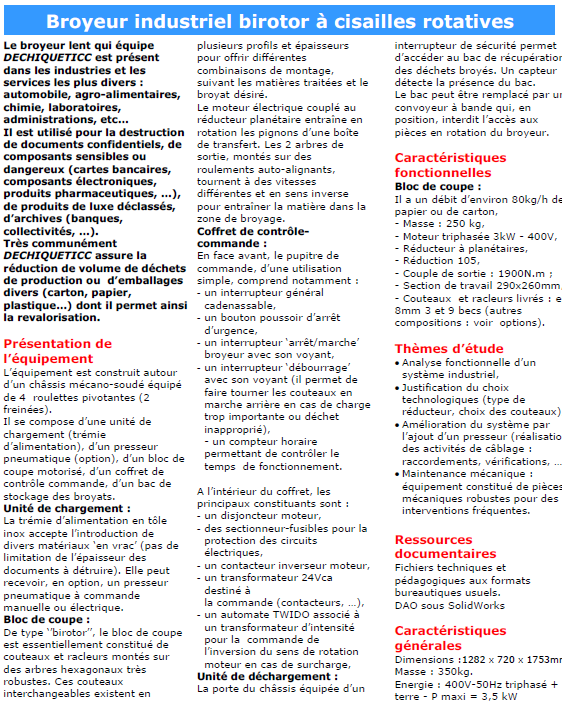 Broyeur industriel birotor à cisailles rotatives
Le broyeur lent qui équipe
DECHIQUETICC est présent
dans les industries et les
services les plus divers :
automobile, agro-alimentaires,
chimie, laboratoires,
administrations, etc…
Il est utilisé pour la destruction
de documents confidentiels, de
composants sensibles ou
dangereux (cartes bancaires,
composants électroniques,
produits pharmaceutiques, …),
de produits de luxe déclassés,
d’archives (banques,
collectivités, …).
Très communément
DECHIQUETICC assure la
réduction de volume de déchets
de production ou  d’emballages
divers (carton, papier,
plastique…) dont il permet ainsi
la revalorisation.
Présentation de
l’équipement
L’équipement est construit autour
d’un châssis mécano-soudé équipé
de 4  roulettes pivotantes (2
freinées).
Il se compose d’une unité de
chargement (trémie
d’alimentation), d’un presseur
pneumatique (option), d’un bloc de
coupe motorisé, d’un coffret de
contrôle commande, d’un bac de
stockage des broyats.
Unité de chargement :
La trémie d’alimentation en tôle
inox accepte l’introduction de
divers matériaux ‘en vrac’ (pas de
limitation de l’épaisseur des
documents à détruire). Elle peut
recevoir, en option, un presseur
pneumatique à commande
manuelle ou électrique.
Bloc de coupe :
De type ‘’birotor’’, le bloc de coupe
est essentiellement constitué de
couteaux et racleurs montés sur
des arbres hexagonaux très
robustes. Ces couteaux
interchangeables existent en
plusieurs profils et épaisseurs
pour offrir différentes
combinaisons de montage,
suivant les matières traitées et le
broyat désiré.
Le moteur électrique couplé au
réducteur planétaire entraîne en
rotation les pignons d’une boîte
de transfert. Les 2 arbres de
sortie, montés sur des
roulements auto-alignants,
tournent à des vitesses
différentes et en sens inverse
pour entraîner la matière dans la
zone de broyage.
Coffret de contrôle-
commande :
En face avant, le pupitre de
commande, d’une utilisation
simple, comprend notamment :
- un interrupteur général
cadenassable,
- un bouton poussoir d’arrêt
d’urgence,
- un interrupteur ‘arrêt/marche’
broyeur avec son voyant,
- un interrupteur ‘débourrage’
avec son voyant (il permet de
faire tourner les couteaux en
marche arrière en cas de charge
trop importante ou déchet
inapproprié),
- un compteur horaire
permettant de contrôler le
temps  de fonctionnement.
A l’intérieur du coffret, les
principaux constituants sont :
- un disjoncteur moteur,
- des sectionneur-fusibles pour la
protection des circuits
électriques,
- un contacteur inverseur moteur,
- un transformateur 24Vca
destiné à
la commande (contacteurs, …),
- un automate TWIDO associé à
un transformateur d’intensité
pour la  commande de
l’inversion du sens de rotation
moteur en cas de surcharge,
Unité de déchargement :
La porte du châssis équipée d’un
interrupteur de sécurité permet
d’accéder au bac de récupération
des déchets broyés. Un capteur
détecte la présence du bac.
Le bac peut être remplacé par un
convoyeur à bande qui, en
position, interdit l’accès aux
pièces en rotation du broyeur.
Caractéristiques
fonctionnelles
Bloc de coupe :
Il a un débit d’environ 80kg/h de
papier ou de carton,
- Masse : 250 kg,
- Moteur triphasée 3kW - 400V,
- Réducteur à planétaires,
- Réduction 105,
- Couple de sortie : 1900N.m ;
- Section de travail 290x260mm,
- Couteaux  et racleurs livrés : e
8mm 3 et 9 becs (autres
compositions : voir  options).
Thèmes d’étude
• Analyse fonctionnelle d’un
système industriel,
• Justification du choix
technologiques (type de
réducteur, choix des couteaux)
• Amélioration du système par
l’ajout d’un presseur (réalisatio
des activités de câblage :
raccordements, vérifications, …
• Maintenance mécanique :
équipement constitué de pièces
mécaniques robustes pour des
interventions fréquentes.
Ressources
documentaires
Fichiers techniques et
pédagogiques aux formats
bureautiques usuels.
DAO sous SolidWorks
Caractéristiques
générales
Dimensions :1282 x 720 x 1753mm
Masse : 350kg.
Energie : 400V-50Hz triphasé +
terre - P maxi = 3,5 kW